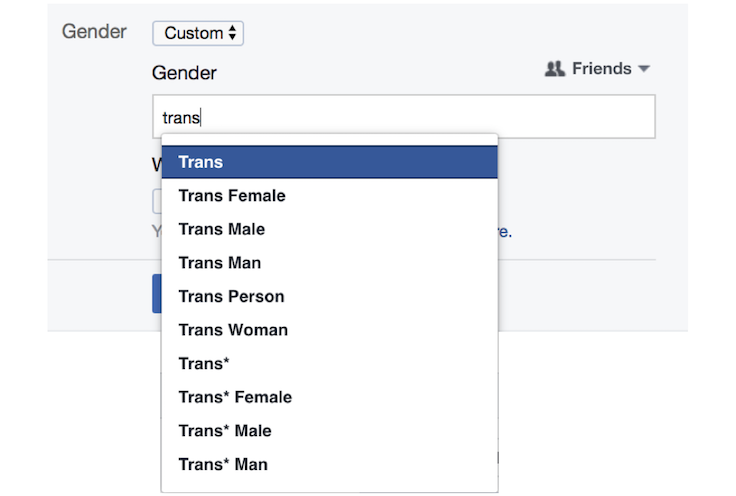 Gender Custom
Gender Friends
trans
Trans
Trans Female
Trans Male
Trans Man
Trans Person
Trans Woman
Trans*
Trans* Female
Trans* Male
Trans* Man